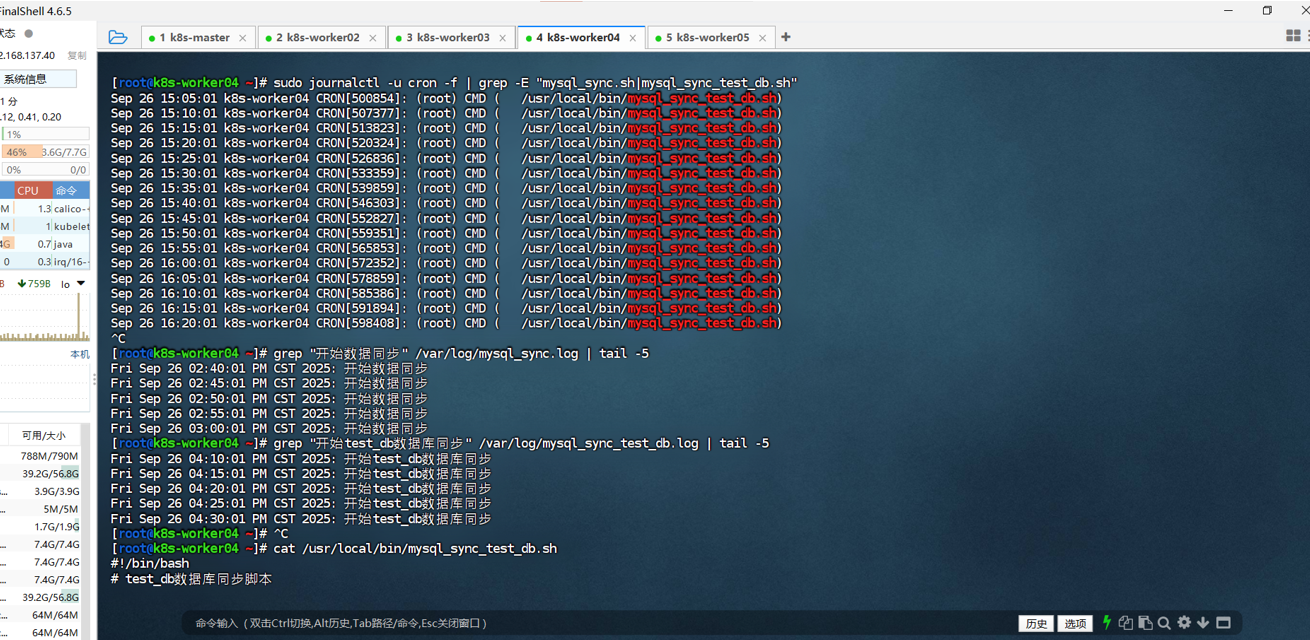 FinalShell 4.6.5
状态
2.168.137.40 复制
系统信息
1 分
.12, 0.41, 0.20
1%
46% 3.6G/7.7G
0% 0/0
CPU 命令
M 1.3 calico-
M 1 kubelet
4G 0.7 java
0 0.3 irq/16-
B 759B lo
本机
可用/大小
788M/790M
39.2G/56.8G
... 3.9G/3.9G
5M/5M
1.7G/1.9G
... 7.4G/7.4G
... 7.4G/7.4G
... 7.4G/7.4G
... 39.2G/56.8G
... 64M/64M
... 64M/64M
1 k8s-master 2 k8s-worker02 3 k8s-worker03 4 k8s-worker04 5 k8s-worker05
[root@k8s-worker04 ~]# sudo journalctl -u cron -f | grep -E "mysql_sync.sh|mysql_sync_test_db.sh"
Sep 26 15:05:01 k8s-worker04 CRON[500854]: (root) CMD (   /usr/local/bin/mysql_sync_test_db.sh)
Sep 26 15:10:01 k8s-worker04 CRON[507377]: (root) CMD (   /usr/local/bin/mysql_sync_test_db.sh)
Sep 26 15:15:01 k8s-worker04 CRON[513823]: (root) CMD (   /usr/local/bin/mysql_sync_test_db.sh)
Sep 26 15:20:01 k8s-worker04 CRON[520324]: (root) CMD (   /usr/local/bin/mysql_sync_test_db.sh)
Sep 26 15:25:01 k8s-worker04 CRON[526836]: (root) CMD (   /usr/local/bin/mysql_sync_test_db.sh)
Sep 26 15:30:01 k8s-worker04 CRON[533359]: (root) CMD (   /usr/local/bin/mysql_sync_test_db.sh)
Sep 26 15:35:01 k8s-worker04 CRON[539859]: (root) CMD (   /usr/local/bin/mysql_sync_test_db.sh)
Sep 26 15:40:01 k8s-worker04 CRON[546303]: (root) CMD (   /usr/local/bin/mysql_sync_test_db.sh)
Sep 26 15:45:01 k8s-worker04 CRON[552827]: (root) CMD (   /usr/local/bin/mysql_sync_test_db.sh)
Sep 26 15:50:01 k8s-worker04 CRON[559351]: (root) CMD (   /usr/local/bin/mysql_sync_test_db.sh)
Sep 26 15:55:01 k8s-worker04 CRON[565853]: (root) CMD (   /usr/local/bin/mysql_sync_test_db.sh)
Sep 26 16:00:01 k8s-worker04 CRON[572352]: (root) CMD (   /usr/local/bin/mysql_sync_test_db.sh)
Sep 26 16:05:01 k8s-worker04 CRON[578859]: (root) CMD (   /usr/local/bin/mysql_sync_test_db.sh)
Sep 26 16:10:01 k8s-worker04 CRON[585386]: (root) CMD (   /usr/local/bin/mysql_sync_test_db.sh)
Sep 26 16:15:01 k8s-worker04 CRON[591894]: (root) CMD (   /usr/local/bin/mysql_sync_test_db.sh)
Sep 26 16:20:01 k8s-worker04 CRON[598408]: (root) CMD (   /usr/local/bin/mysql_sync_test_db.sh)
^C
[root@k8s-worker04 ~]# grep "开始数据同步" /var/log/mysql_sync.log | tail -5
Fri Sep 26 02:40:01 PM CST 2025: 开始数据同步
Fri Sep 26 02:45:01 PM CST 2025: 开始数据同步
Fri Sep 26 02:50:01 PM CST 2025: 开始数据同步
Fri Sep 26 02:55:01 PM CST 2025: 开始数据同步
Fri Sep 26 03:00:01 PM CST 2025: 开始数据同步
[root@k8s-worker04 ~]# grep "开始test_db数据库同步" /var/log/mysql_sync_test_db.log | tail -5
Fri Sep 26 04:10:01 PM CST 2025: 开始test_db数据库同步
Fri Sep 26 04:15:01 PM CST 2025: 开始test_db数据库同步
Fri Sep 26 04:20:01 PM CST 2025: 开始test_db数据库同步
Fri Sep 26 04:25:01 PM CST 2025: 开始test_db数据库同步
Fri Sep 26 04:30:01 PM CST 2025: 开始test_db数据库同步
[root@k8s-worker04 ~]# ^C
[root@k8s-worker04 ~]# cat /usr/local/bin/mysql_sync_test_db.sh
#!/bin/bash
# test_db数据库同步脚本
命令输入 (双击Ctrl切换,Alt历史,Tab路径/命令,Esc关闭窗口) 历史 选项